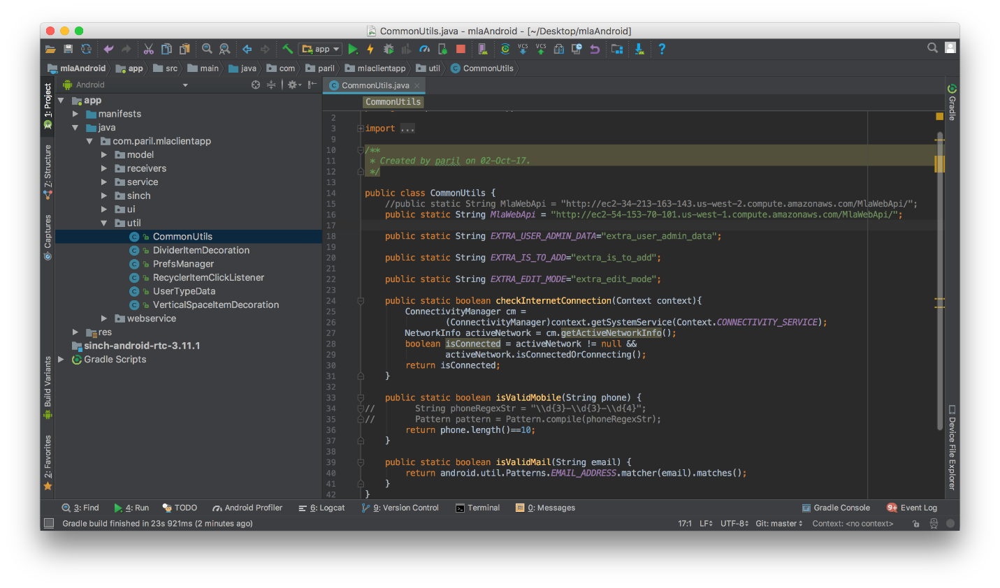 CommonUtils.java - mlaAndroid - [~/Desktop/mlaAndroid]
app
VCS
VCS
?
mlaAndroid
app
src
main
java
com
paril
mlaclientapp
util
CommonUtils
Android
CommonUtils.java
1: Project
Z: Structure
Captures
Build Variants
2: Favorites
app
manifests
java
com.paril.mlaclientapp
model
receivers
service
sinch
ui
util
CommonUtils
DividerItemDecoration
PrefsManager
RecyclerItemClickListener
UserTypeData
VerticalSpaceItemDecoration
webservice
res
sinch-android-rtc-3.11.1
Gradle Scripts
CommonUtils
2
3 import ...
9
10 /**
11 * Created by paril on 02-Oct-17.
12 */
13
14 public class CommonUtils {
15 //public static String MlaWebApi = "http://ec2-34-213-163-143.us-west-2.compute.amazonaws.com/MlaWebApi/";
16 public static String MlaWebApi = "http://ec2-54-153-70-101.us-west-1.compute.amazonaws.com/MlaWebApi/";
17
18 public static String EXTRA_USER_ADMIN_DATA="extra_user_admin_data";
19
20 public static String EXTRA_IS_TO_ADD="extra_is_to_add";
21
22 public static String EXTRA_EDIT_MODE="extra_edit_mode";
23
24 public static boolean checkInternetConnection(Context context){
25 ConnectivityManager cm =
26 (ConnectivityManager)context.getSystemService(Context.CONNECTIVITY_SERVICE);
27 NetworkInfo activeNetwork = cm.getActiveNetworkInfo();
28 boolean isConnected = activeNetwork != null &&
29 activeNetwork.isConnectedOrConnecting();
30 return isConnected;
31 }
32
33 public static boolean isValidMobile(String phone) {
34 // String phoneRegexStr = "\\d{3}-\\d{3}-\\d{4}";
35 // Pattern pattern = Pattern.compile(phoneRegexStr);
36 return phone.length()==10;
37 }
38
39 public static boolean isValidMail(String email) {
40 return android.util.Patterns.EMAIL_ADDRESS.matcher(email).matches();
41 }
42 }
Gradle
Device File Explorer
3: Find
4: Run
TODO
Android Profiler
6: Logcat
9: Version Control
Terminal
0: Messages
Gradle Console
9+ Event Log
Gradle build finished in 23s 921ms (2 minutes ago)
17:1 LF UTF-8 Git: master Context: <no context>